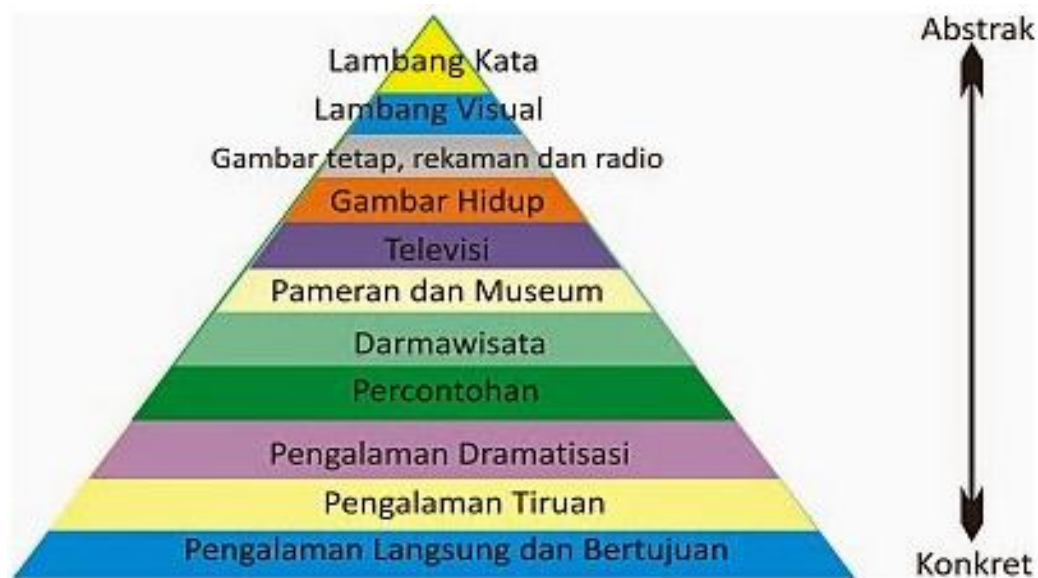 Abstrak
Lambang Kata
Lambang Visual
Gambar tetap, rekaman dan radio
Gambar Hidup
Televisi
Pameran dan Museum
Darmawisata
Percontohan
Pengalaman Dramatisasi
Pengalaman Tiruan
Pengalaman Langsung dan Bertujuan
Konkret